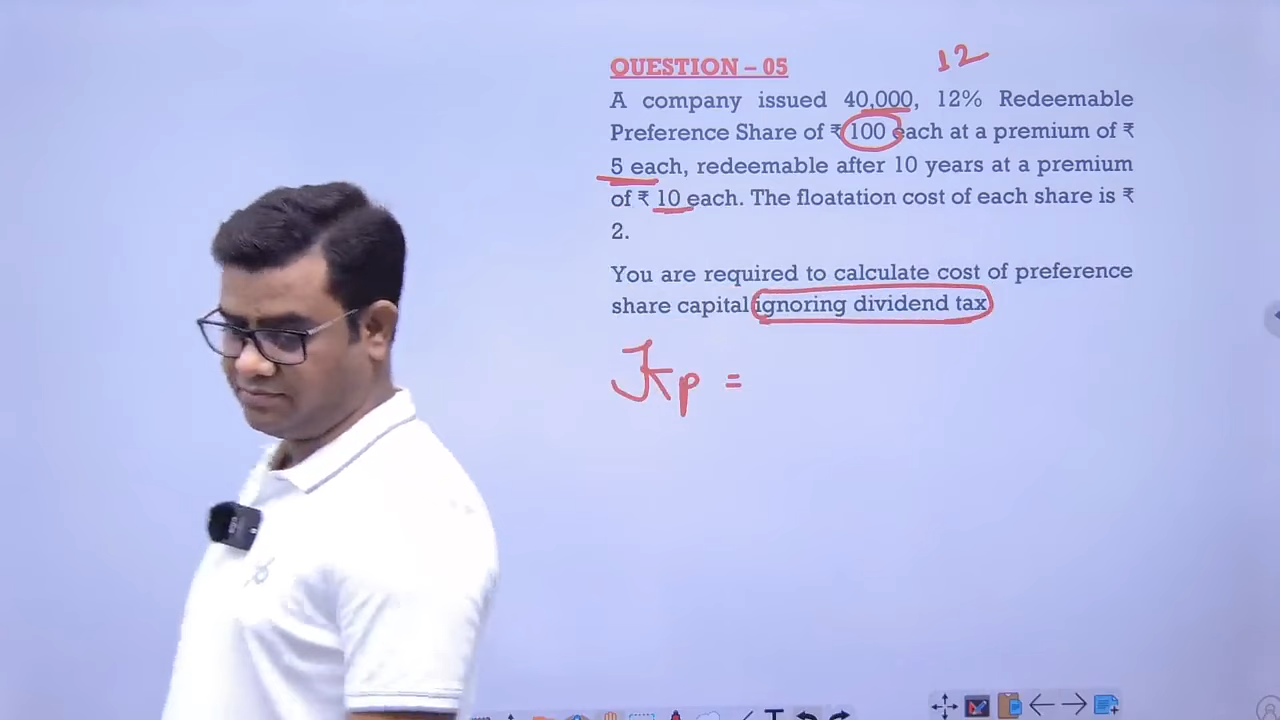 QUESTION – 05
12
A company issued 40,000, 12% Redeemable
Preference Share of ₹ 100 each at a premium of ₹
5 each, redeemable after 10 years at a premium
of ₹ 10 each. The floatation cost of each share is ₹
2.
You are required to calculate cost of preference
share capital ignoring dividend tax
Kp =
T